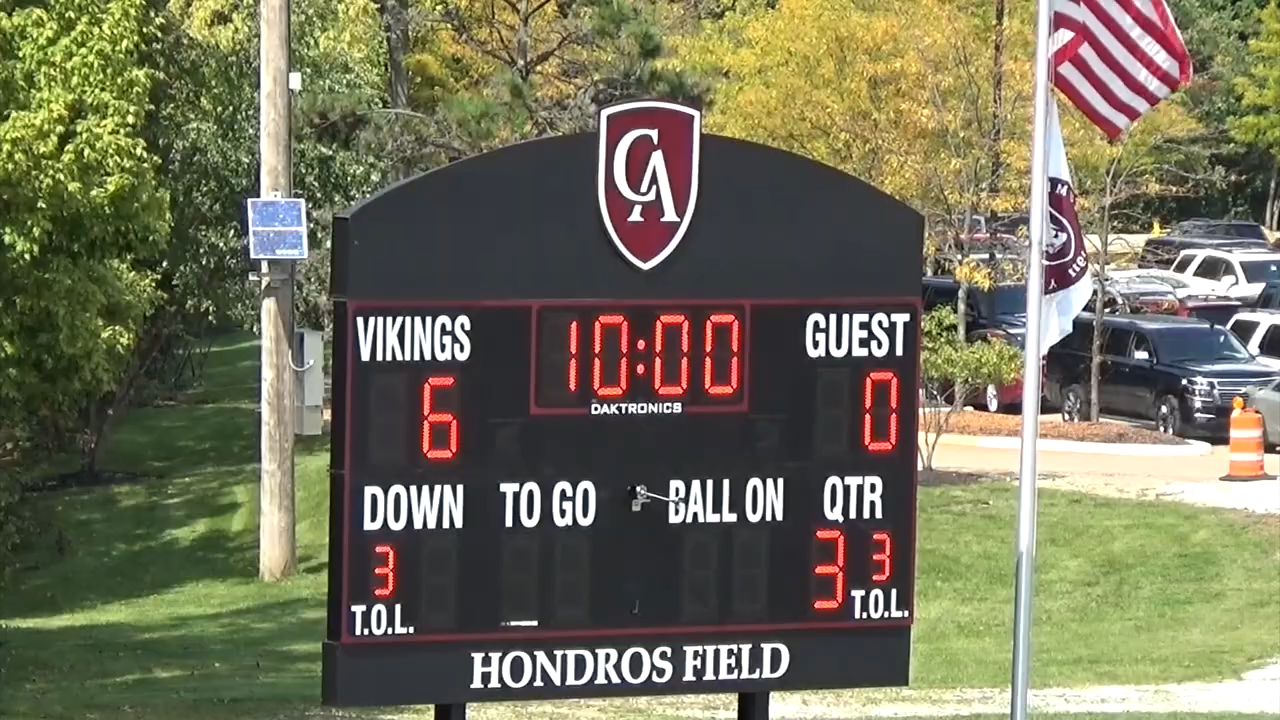 CA
VIKINGS 10:00 GUEST
6 DAKTRONICS 0
DOWN TO GO BALL ON QTR
3 3 3
T.O.L. T.O.L.
HONDROS FIELD